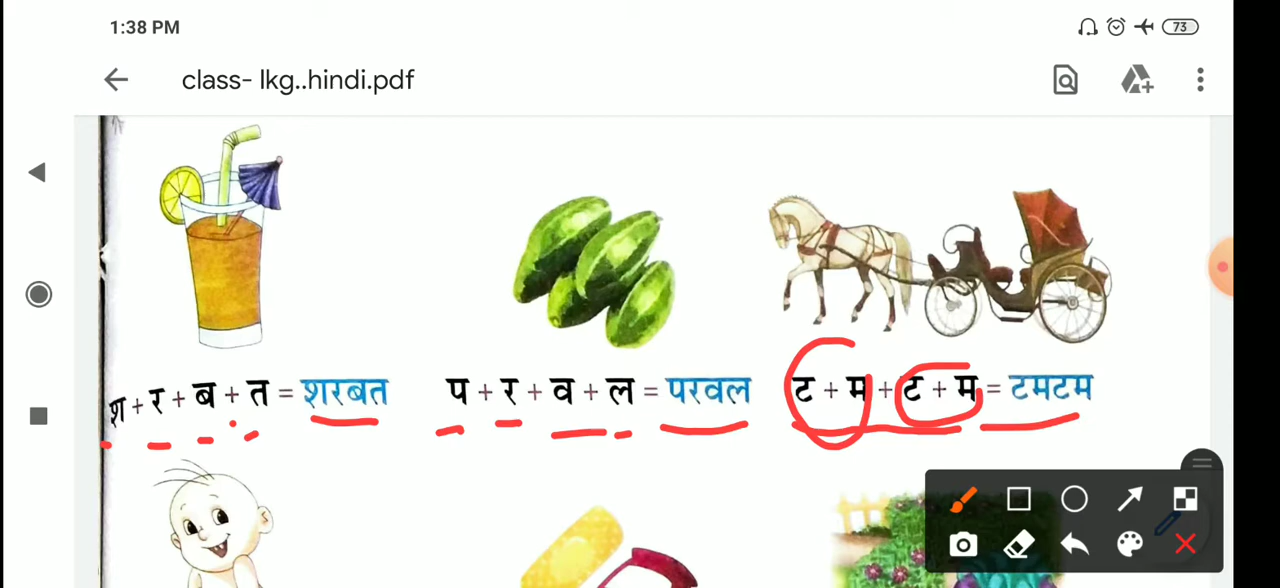 1:38 PM
73
class- lkg..hindi.pdf
श + र + ब + त = शरबत
प + र + व + ल = परवल
ट + म + ट + म = टमटम